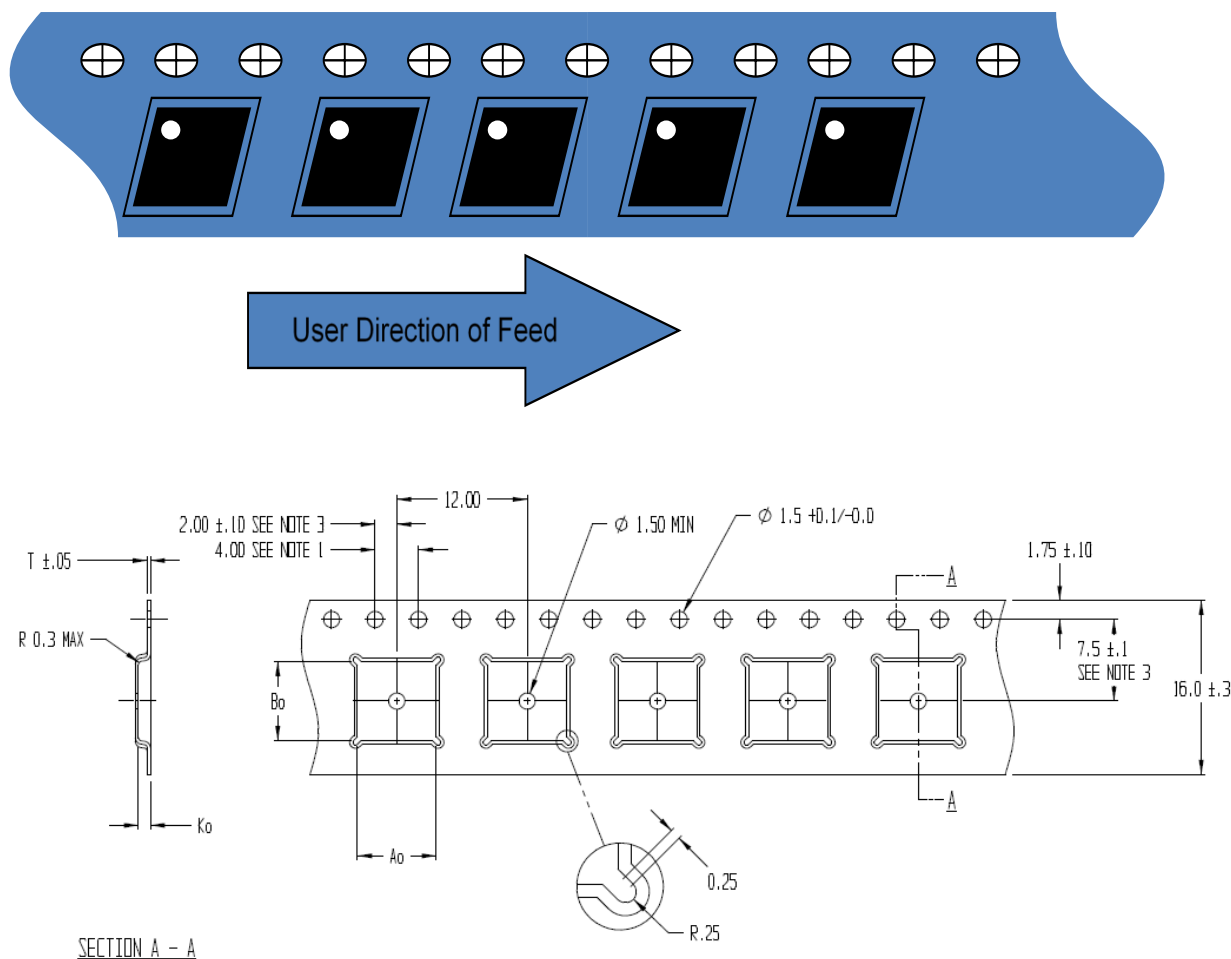 User Direction of Feed
12.00
2.00 ±.10 SEE NOTE 3
4.00 SEE NOTE 1
T ±.05
R 0.3 MAX
Ø 1.50 MIN
Ø 1.5 +0.1/-0.0
1.75 ±.10
A
7.5 ±.1
SEE NOTE 3
16.0 ±.3
Bo
A
Ko
Ao
0.25
R.25
SECTION A - A